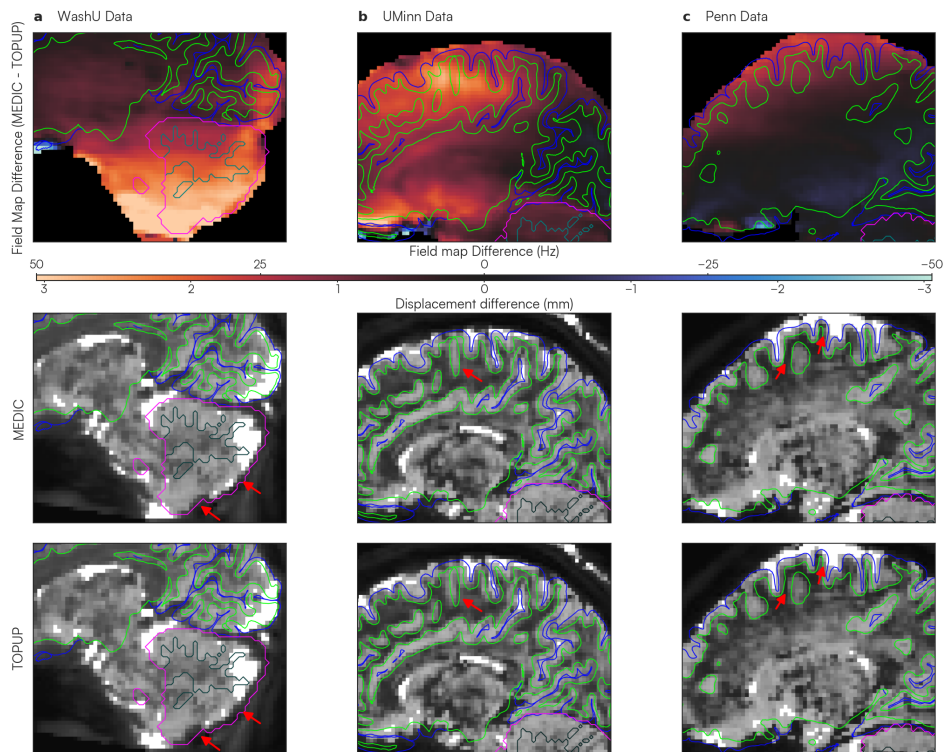 a WashU Data
b UMinn Data
c Penn Data
Field Map Difference (MEDIC - TOPUP)
Field map Difference (Hz)
50 25 0 −25 −50
3 2 1 0 −1 −2 −3
Displacement difference (mm)
MEDIC
TOPUP